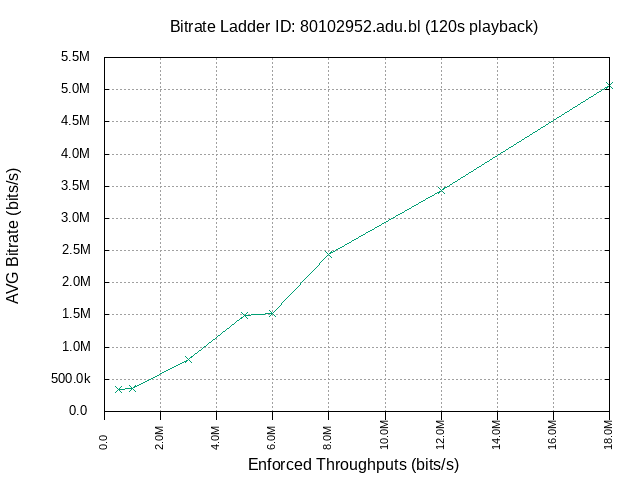 Bitrate Ladder ID: 80102952.adu.bl (120s playback)
5.5M
5.0M
4.5M
4.0M
3.5M
3.0M
2.5M
2.0M
1.5M
1.0M
500.0k
0.0
AVG Bitrate (bits/s)
0.0
2.0M
4.0M
6.0M
8.0M
10.0M
12.0M
14.0M
16.0M
18.0M
Enforced Throughputs (bits/s)